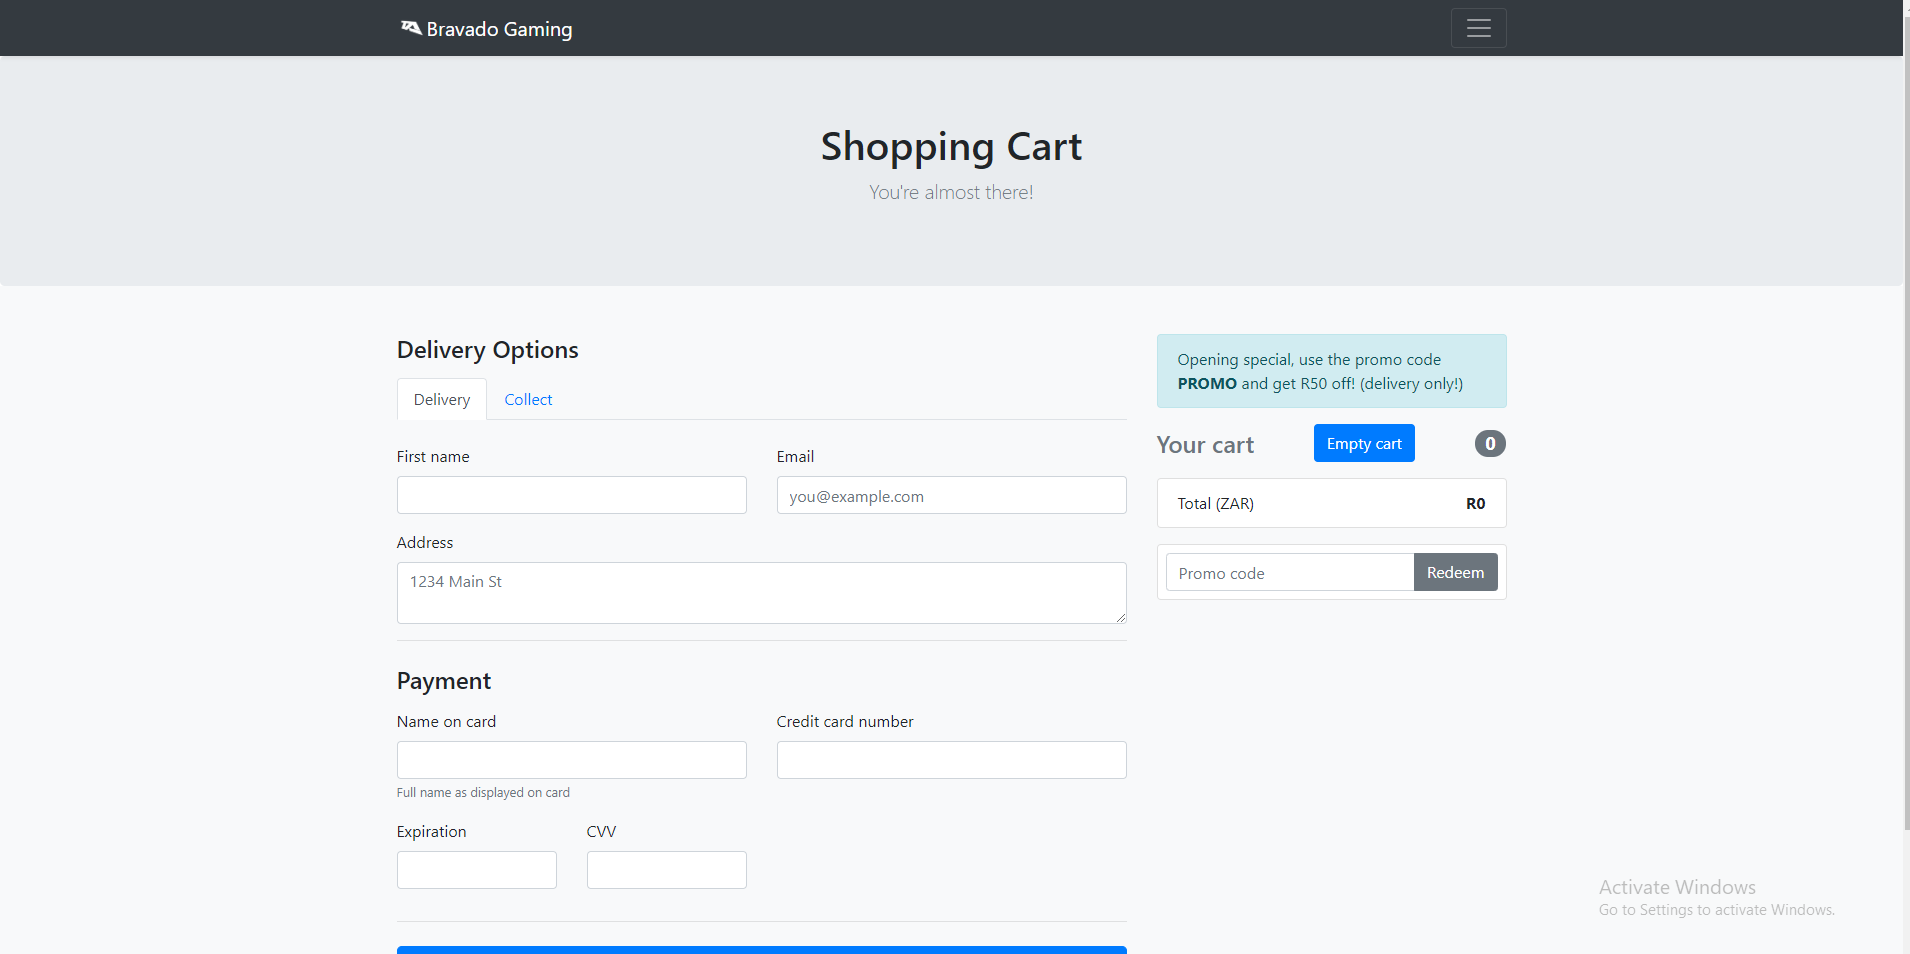 Bravado Gaming
Shopping Cart
You're almost there!
Delivery Options
Delivery
Collect
First name
Email
you@example.com
Address
1234 Main St
Payment
Name on card
Credit card number
Full name as displayed on card
Expiration
CVV
Opening special, use the promo code
PROMO and get R50 off! (delivery only!)
Your cart
Empty cart
0
Total (ZAR)
R0
Promo code
Redeem
Activate Windows
Go to Settings to activate Windows.